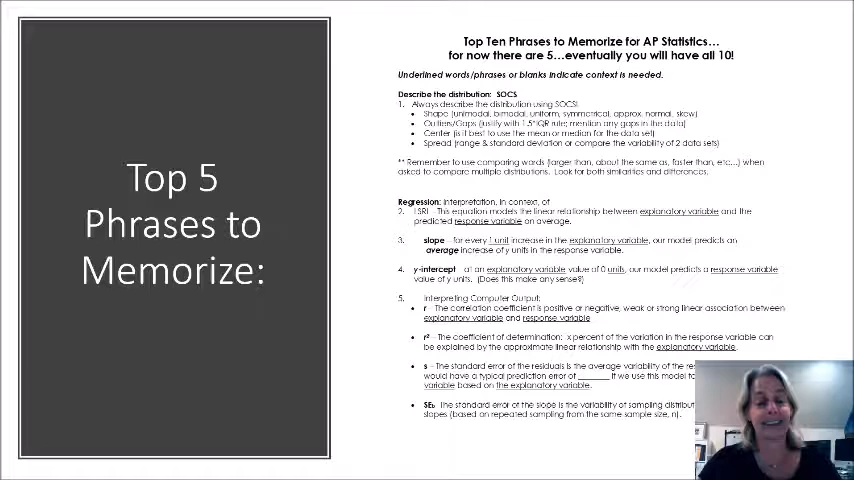 Top 5
Phrases to
Memorize:
Top Ten Phrases to Memorize for AP Statistics…
for now there are 5…eventually you will have all 10!
Underlined words/phrases or blanks indicate context is needed.
Describe the distribution: SOCS
1. Always describe the distribution using SOCS!
• Shape (unimodal, bimodal, uniform, symmetrical, approx. normal, skew)
• Outliers/Gaps (justify with 1.5*IQR rule; mention any gaps in the data)
• Center (is it best to use the mean or median for the data set)
• Spread (range & standard deviation or compare the variability of 2 data sets)
** Remember to use comparing words (larger than, about the same as, faster than, etc…) when
asked to compare multiple distributions. Look for both similarities and differences.
Regression: Interpretation, in context, of
2. LSRL – This equation models the linear relationship between explanatory variable and the
predicted response variable on average.
3. slope – for every 1 unit increase in the explanatory variable, our model predicts an
average increase of y units in the response variable.
4. y-intercept – at an explanatory variable value of 0 units, our model predicts a response variable
value of y units. (Does this make any sense?)
5. Interpreting Computer Output:
• r – The correlation coefficient is positive or negative, weak or strong linear association between
explanatory variable and response variable
• r² – The coefficient of determination: x percent of the variation in the response variable can
be explained by the approximate linear relationship with the explanatory variable.
• s – The standard error of the residuals is the average variability of the
would have a typical prediction error of _______ if we use this model to
variable based on the explanatory variable.
• SEb The standard error of the slope is the variability of sampling
slopes (based on repeated sampling from the same sample size, n).